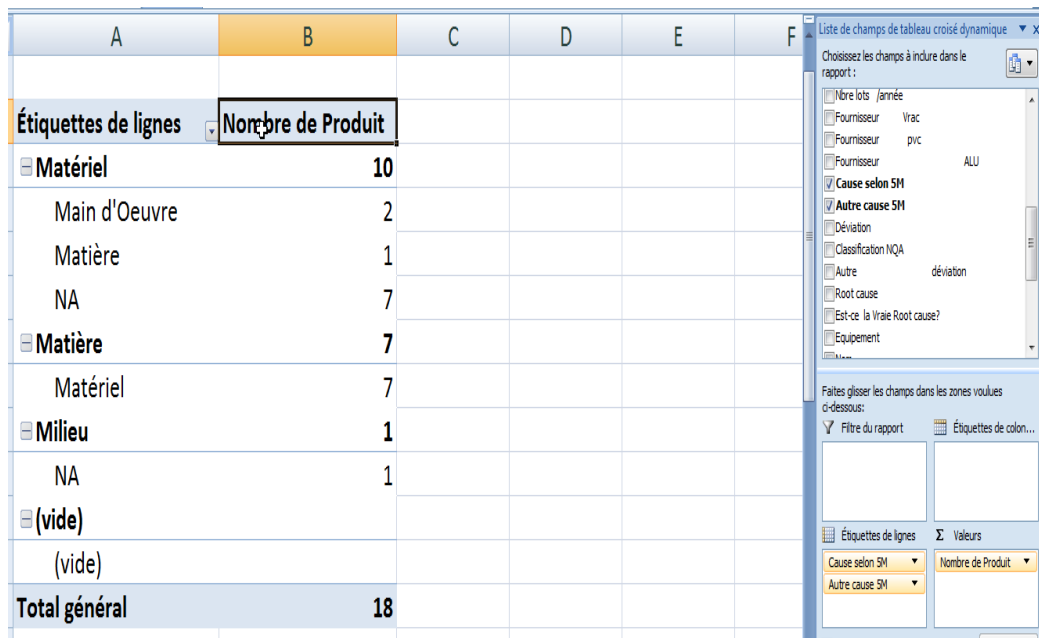 A B C D E F
Étiquettes de lignes Nombre de Produit
Matériel 10
Main d'Oeuvre 2
Matière 1
NA 7
Matière 7
Matériel 7
Milieu 1
NA 1
(vide)
(vide)
Total général 18
Liste de champs de tableau croisé dynamique
Choisissez les champs à indure dans le
rapport :
Nbre lots /année
Fournisseur Vrac
Fournisseur pvc
Fournisseur ALU
Cause selon 5M
Autre cause 5M
Déviation
Classification NQA
Autre déviation
Root cause
Est-ce la Vraie Root cause?
Equipement
Faites glisser les champs dans les zones voulues
ci-dessous:
Filtre du rapport Étiquettes de colon...
Étiquettes de lignes Σ Valeurs
Cause selon 5M Nombre de Produit
Autre cause 5M